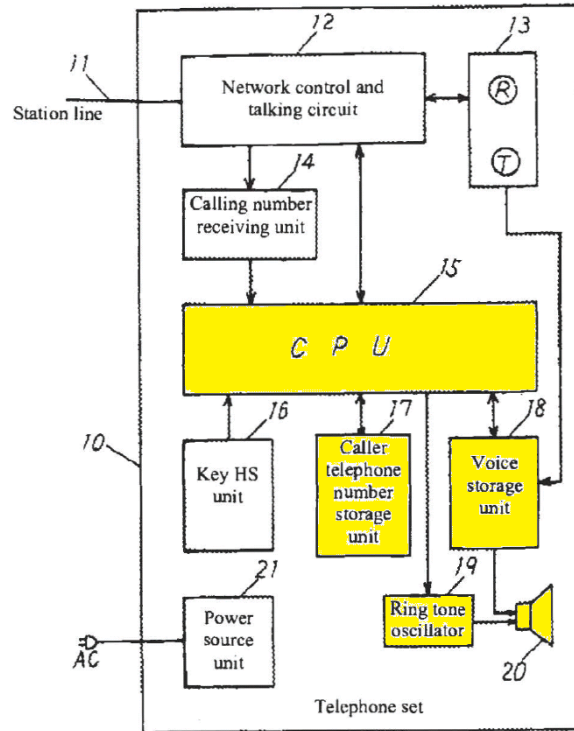 12
13
11
Network control and
talking circuit
R
Station line
T
14
Calling number
receiving unit
15
C P U
16
17
18
10
Key HS
unit
Caller
telephone
number
storage
unit
Voice
storage
unit
21
19
Power
source
unit
Ring tone
oscillator
AC
20
Telephone set